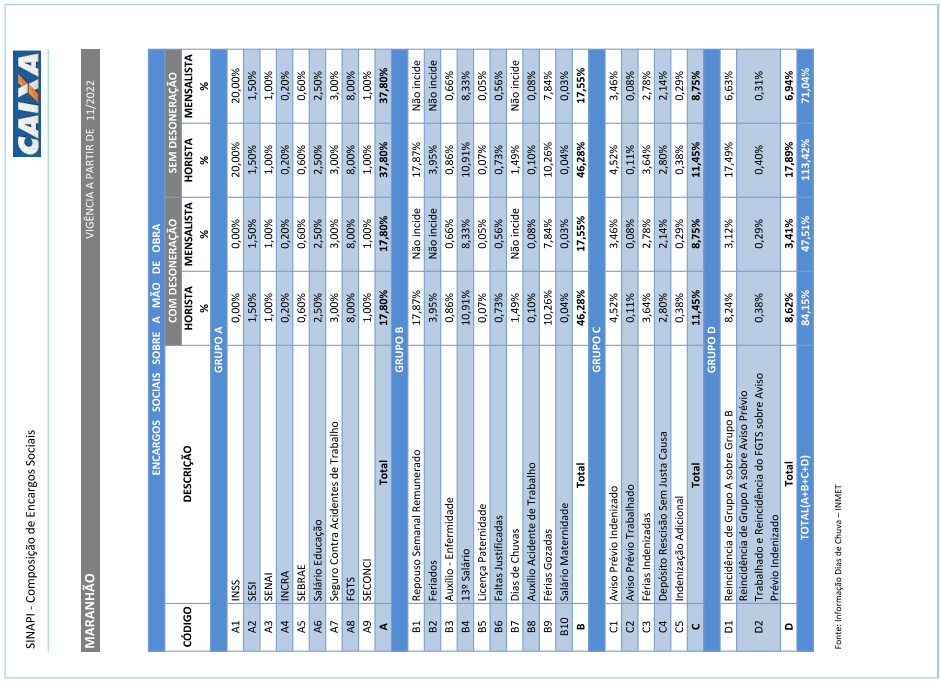 CAIXA
SINAPI - Composição de Encargos Sociais
MARANHÃO VIGÊNCIA A PARTIR DE 11/2022
ENCARGOS SOCIAIS SOBRE A MÃO DE OBRA
CÓDIGO DESCRIÇÃO COM DESONERAÇÃO SEM DESONERAÇÃO
HORISTA MENSALISTA HORISTA MENSALISTA
% % % %
GRUPO A
A1 INSS 0,00% 0,00% 20,00% 20,00%
A2 SESI 1,50% 1,50% 1,50% 1,50%
A3 SENAI 1,00% 1,00% 1,00% 1,00%
A4 INCRA 0,20% 0,20% 0,20% 0,20%
A5 SEBRAE 0,60% 0,60% 0,60% 0,60%
A6 Salário Educação 2,50% 2,50% 2,50% 2,50%
A7 Seguro Contra Acidentes de Trabalho 3,00% 3,00% 3,00% 3,00%
A8 FGTS 8,00% 8,00% 8,00% 8,00%
A9 SECONCI 1,00% 1,00% 1,00% 1,00%
A Total 17,80% 17,80% 37,80% 37,80%
GRUPO B
B1 Repouso Semanal Remunerado 17,87% Não incide 17,87% Não incide
B2 Feriados 3,95% Não incide 3,95% Não incide
B3 Auxílio - Enfermidade 0,86% 0,66% 0,86% 0,66%
B4 13º Salário 10,91% 8,33% 10,91% 8,33%
B5 Licença Paternidade 0,07% 0,05% 0,07% 0,05%
B6 Faltas Justificadas 0,73% 0,56% 0,73% 0,56%
B7 Dias de Chuvas 1,49% Não incide 1,49% Não incide
B8 Auxílio Acidente de Trabalho 0,10% 0,08% 0,10% 0,08%
B9 Férias Gozadas 10,26% 7,84% 10,26% 7,84%
B10 Salário Maternidade 0,04% 0,03% 0,04% 0,03%
B Total 46,28% 17,55% 46,28% 17,55%
GRUPO C
C1 Aviso Prévio Indenizado 4,52% 3,46% 4,52% 3,46%
C2 Aviso Prévio Trabalhado 0,11% 0,08% 0,11% 0,08%
C3 Férias Indenizadas 3,64% 2,78% 3,64% 2,78%
C4 Depósito Rescisão Sem Justa Causa 2,80% 2,14% 2,80% 2,14%
C5 Indenização Adicional 0,38% 0,29% 0,38% 0,29%
C Total 11,45% 8,75% 11,45% 8,75%
GRUPO D
D1 Reincidência de Grupo A sobre Grupo B 8,24% 3,12% 17,49% 6,63%
Reincidência de Grupo A sobre Aviso Prévio
D2 Trabalhado e Reincidência do FGTS sobre Aviso 0,38% 0,29% 0,40% 0,31%
Prévio Indenizado
D Total 8,62% 3,41% 17,89% 6,94%
TOTAL(A+B+C+D) 84,15% 47,51% 113,42% 71,04%
Fonte: Informação Dias de Chuva – INMET